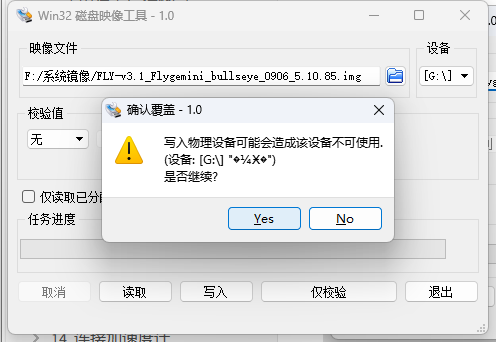 Win32 磁盘映像工具 - 1.0
映像文件
设备
F:/系统镜像/FLY-v3.1_Flygemini_bullseye_0906_5.10.85.img
[G:\]
校验值
无
确认覆盖 - 1.0
写入物理设备可能会造成该设备不可使用.
(设备: [G:\] "�¼Ӿ�")
是否继续?
Yes
No
仅读取已分配
任务进度
取消
读取
写入
仅校验
退出
14. 连接加速度计